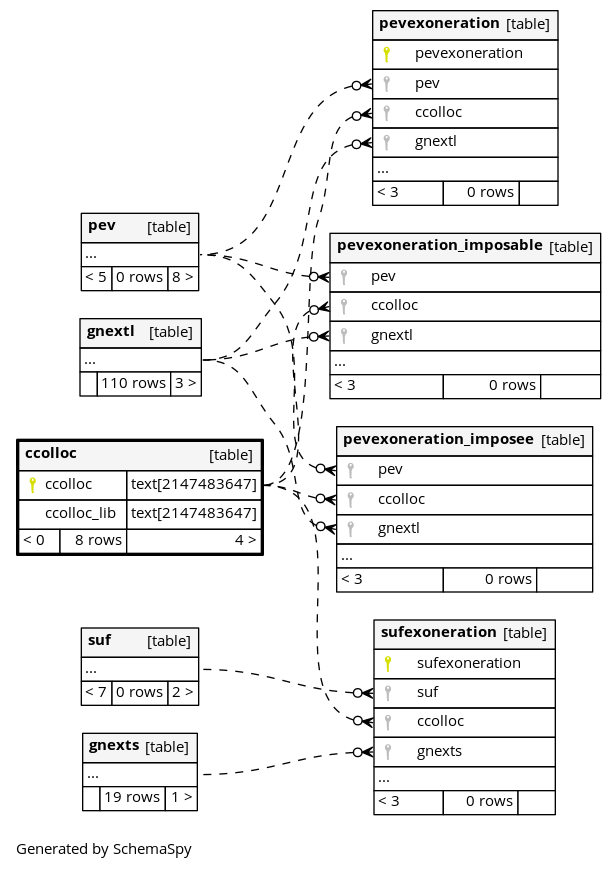 pevexoneration [table]
pevexoneration
pev
ccolloc
gnextl
...
< 3 0 rows
pev [table]
...
< 5 0 rows 8 >
pevexoneration_imposable [table]
pev
ccolloc
gnextl
...
< 3 0 rows
gnextl [table]
...
110 rows 3 >
ccolloc [table]
ccolloc text[2147483647]
ccolloc_lib text[2147483647]
< 0 8 rows 4 >
pevexoneration_imposee [table]
pev
ccolloc
gnextl
...
< 3 0 rows
suf [table]
...
< 7 0 rows 2 >
sufexoneration [table]
sufexoneration
suf
ccolloc
gnexts
...
< 3 0 rows
gnexts [table]
...
19 rows 1 >
Generated by SchemaSpy